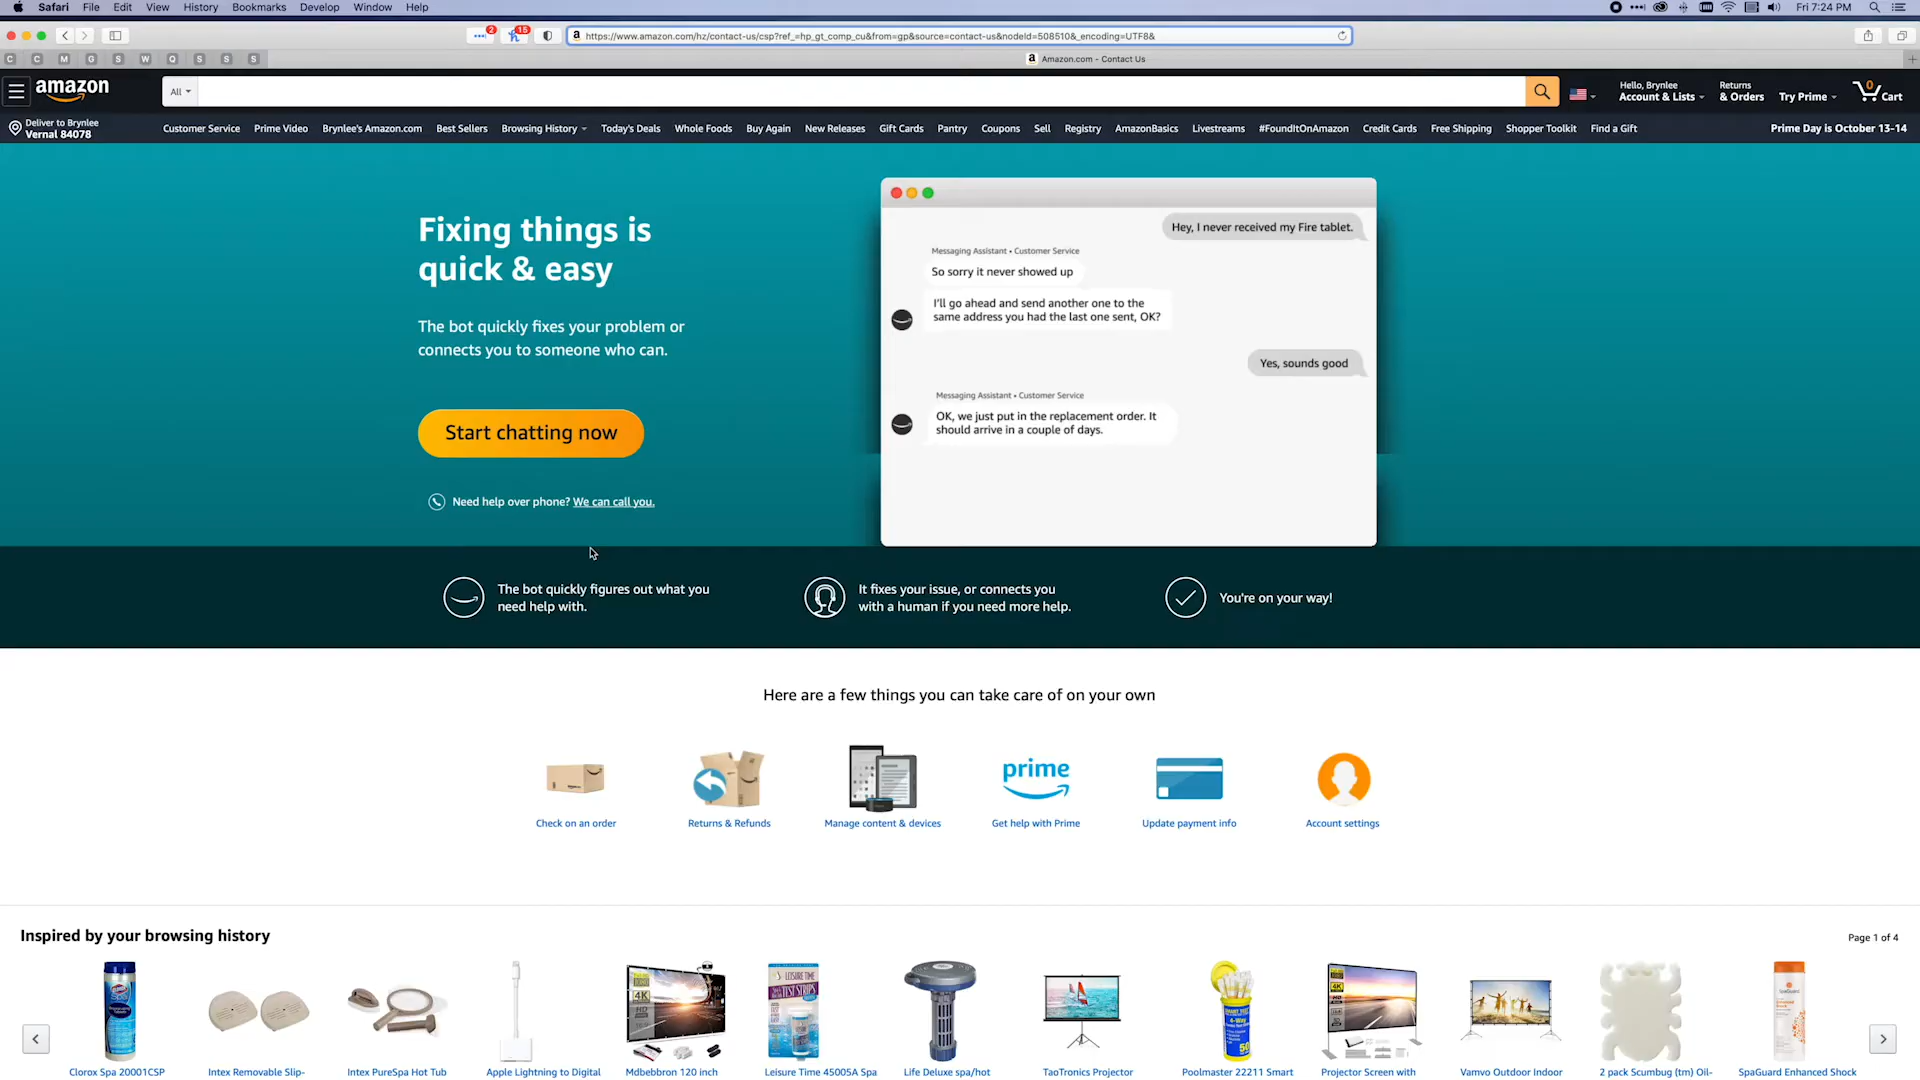 Safari File Edit View History Bookmarks Develop Window Help
Fri 7:24 PM
2
15
https://www.amazon.com/hz/contact-us/csp?ref_=hp_gt_comp_cu&from=gp&source=contact-us&nodeId=508510&_encoding=UTF8&
C C M G S W Q S S S
Amazon.com - Contact Us
amazon
All
Hello, Brynlee
Account & Lists
Returns
& Orders
Try Prime
0
Cart
Deliver to Brynlee
Vernal 84078
Customer Service Prime Video Brynlee's Amazon.com Best Sellers Browsing History Today's Deals Whole Foods Buy Again New Releases Gift Cards Pantry Coupons Sell Registry AmazonBasics Livestreams #FoundItOnAmazon Credit Cards Free Shipping Shopper Toolkit Find a Gift
Prime Day is October 13-14
Fixing things is
quick & easy
The bot quickly fixes your problem or
connects you to someone who can.
Start chatting now
Need help over phone? We can call you.
Hey, I never received my Fire tablet.
Messaging Assistant • Customer Service
So sorry it never showed up
I'll go ahead and send another one to the
same address you had the last one sent, OK?
Yes, sounds good
Messaging Assistant • Customer Service
OK, we just put in the replacement order. It
should arrive in a couple of days.
The bot quickly figures out what you
need help with.
It fixes your issue, or connects you
with a human if you need more help.
You're on your way!
Here are a few things you can take care of on your own
prime
Check on an order
Returns & Refunds
Manage content & devices
Get help with Prime
Update payment info
Account settings
Inspired by your browsing history
Page 1 of 4
Clorox Spa 20001CSP
Intex Removable Slip-
Intex PureSpa Hot Tub
Apple Lightning to Digital
Mdbebbron 120 inch
Leisure Time 45005A Spa
Life Deluxe spa/hot
TaoTronics Projector
Poolmaster 22211 Smart
Projector Screen with
Vamvo Outdoor Indoor
2 pack Scumbug (tm) Oil-
SpaGuard Enhanced Shock